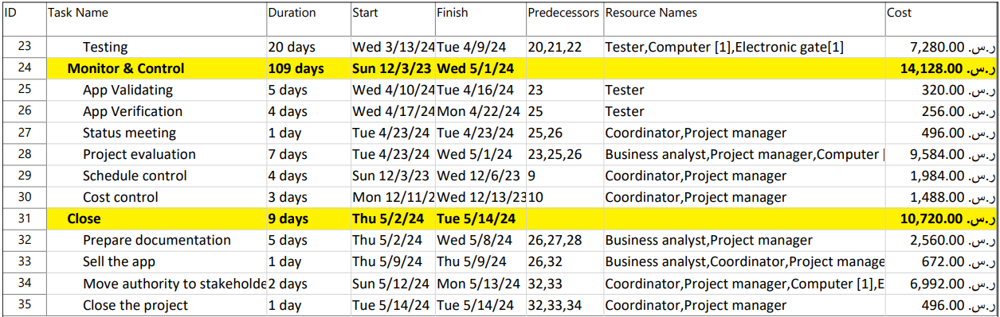 ID Task Name Duration Start Finish Predecessors Resource Names Cost
23 Testing 20 days Wed 3/13/24 Tue 4/9/24 20,21,22 Tester,Computer [1],Electronic gate[1] ر.س. 7,280.00
24 Monitor & Control 109 days Sun 12/3/23 Wed 5/1/24 ر.س. 14,128.00
25 App Validating 5 days Wed 4/10/24 Tue 4/16/24 23 Tester ر.س. 320.00
26 App Verification 4 days Wed 4/17/24 Mon 4/22/24 25 Tester ر.س. 256.00
27 Status meeting 1 day Tue 4/23/24 Tue 4/23/24 25,26 Coordinator,Project manager ر.س. 496.00
28 Project evaluation 7 days Tue 4/23/24 Wed 5/1/24 23,25,26 Business analyst,Project manager,Computer [ ر.س. 9,584.00
29 Schedule control 4 days Sun 12/3/23 Wed 12/6/23 9 Coordinator,Project manager ر.س. 1,984.00
30 Cost control 3 days Mon 12/11/2 Wed 12/13/23 10 Coordinator,Project manager ر.س. 1,488.00
31 Close 9 days Thu 5/2/24 Tue 5/14/24 ر.س. 10,720.00
32 Prepare documentation 5 days Thu 5/2/24 Wed 5/8/24 26,27,28 Business analyst,Project manager ر.س. 2,560.00
33 Sell the app 1 day Thu 5/9/24 Thu 5/9/24 26,32 Business analyst,Coordinator,Project manage ر.س. 672.00
34 Move authority to stakeholde 2 days Sun 5/12/24 Mon 5/13/24 32,33 Coordinator,Project manager,Computer [1],E ر.س. 6,992.00
35 Close the project 1 day Tue 5/14/24 Tue 5/14/24 32,33,34 Coordinator,Project manager ر.س. 496.00